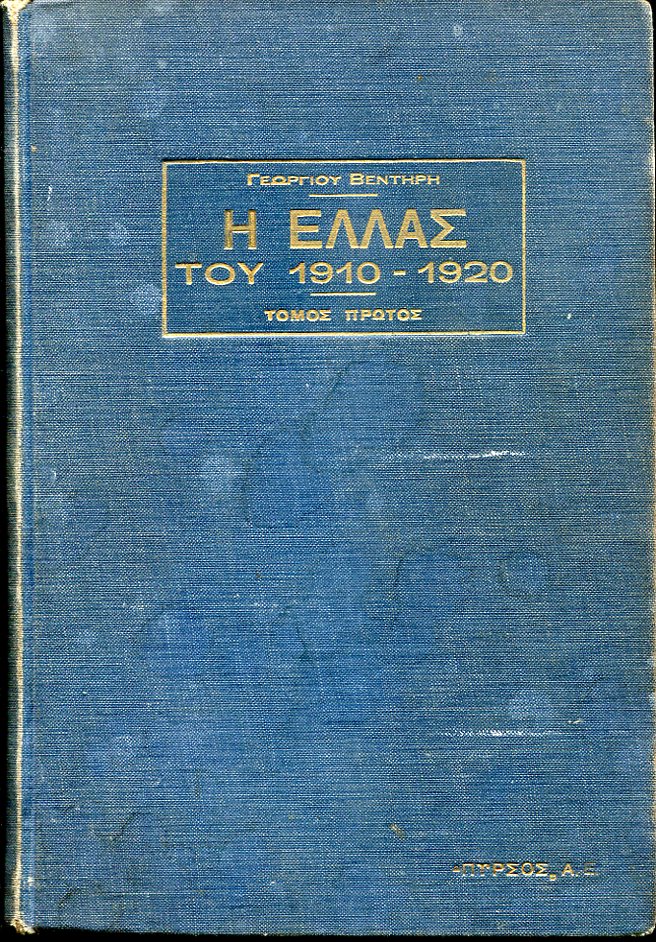 ΓΕΩΡΓΙΟΥ ΒΕΝΤΗΡΗ
Η ΕΛΛΑΣ
ΤΟΥ 1910 - 1920
ΤΟΜΟΣ ΠΡΩΤΟΣ
«ΠΥΡΣΟΣ» Α.Ε.